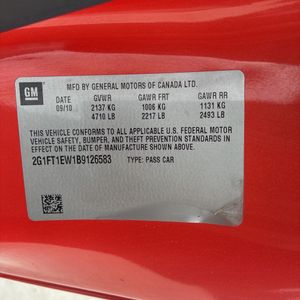 GM
MFD BY GENERAL MOTORS OF CANADA LTD.
DATE GVWR GAWR FRT GAWR RR
09/10 2137 KG 1006 KG 1131 KG
4710 LB 2217 LB 2493 LB
THIS VEHICLE CONFORMS TO ALL APPLICABLE
U.S. FEDERAL MOTOR
VEHICLE SAFETY, BUMPER, AND THEFT PREVENTION STANDARDS
IN EFFECT ON THE DATE OF MANUFACTURE SHOWN ABOVE.
2G1FT1EW1B9126583 TYPE: PASS CAR